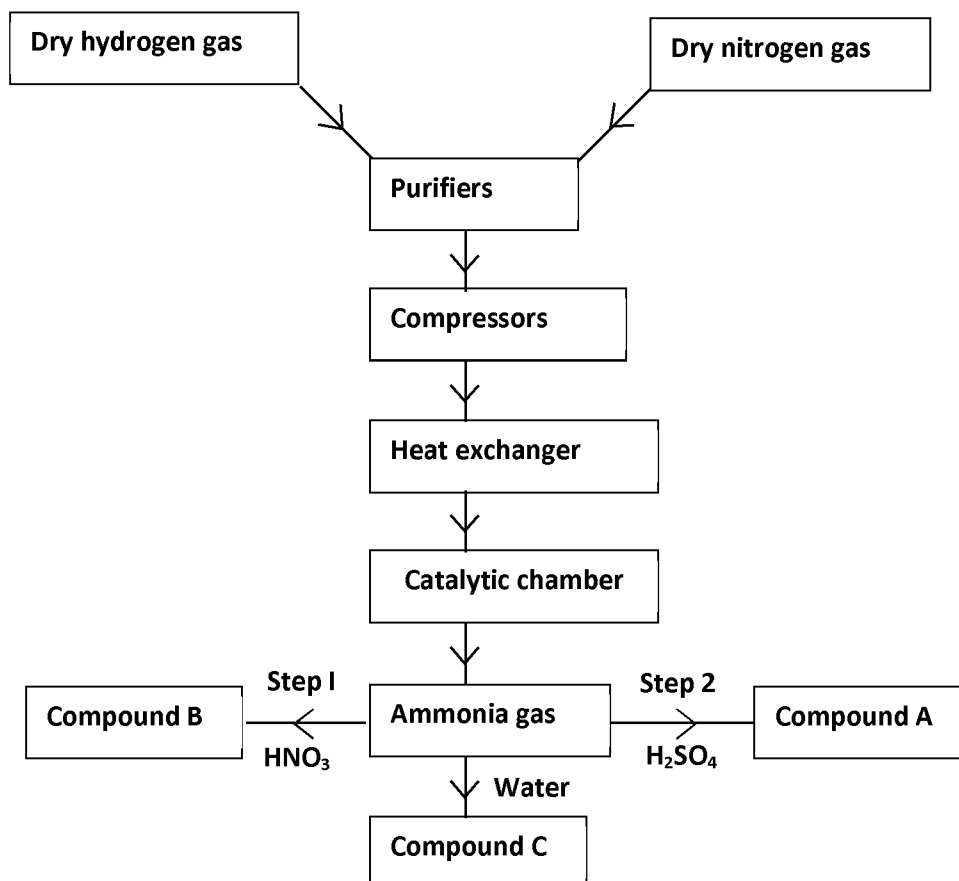 Dry hydrogen gas
Dry nitrogen gas
Purifiers
Compressors
Heat exchanger
Catalytic chamber
Step I
Step 2
Compound B
Ammonia gas
Compound A
HNO₃
H₂SO₄
Water
Compound C